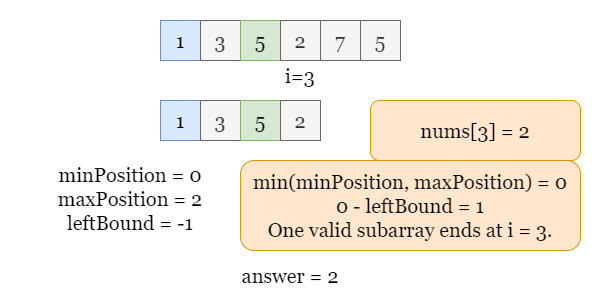 1 3 5 2 7 5
i=3
1 3 5 2
nums[3] = 2
minPosition = 0
maxPosition = 2
leftBound = -1
min(minPosition, maxPosition) = 0
0 - leftBound = 1
One valid subarray ends at i = 3.
answer = 2